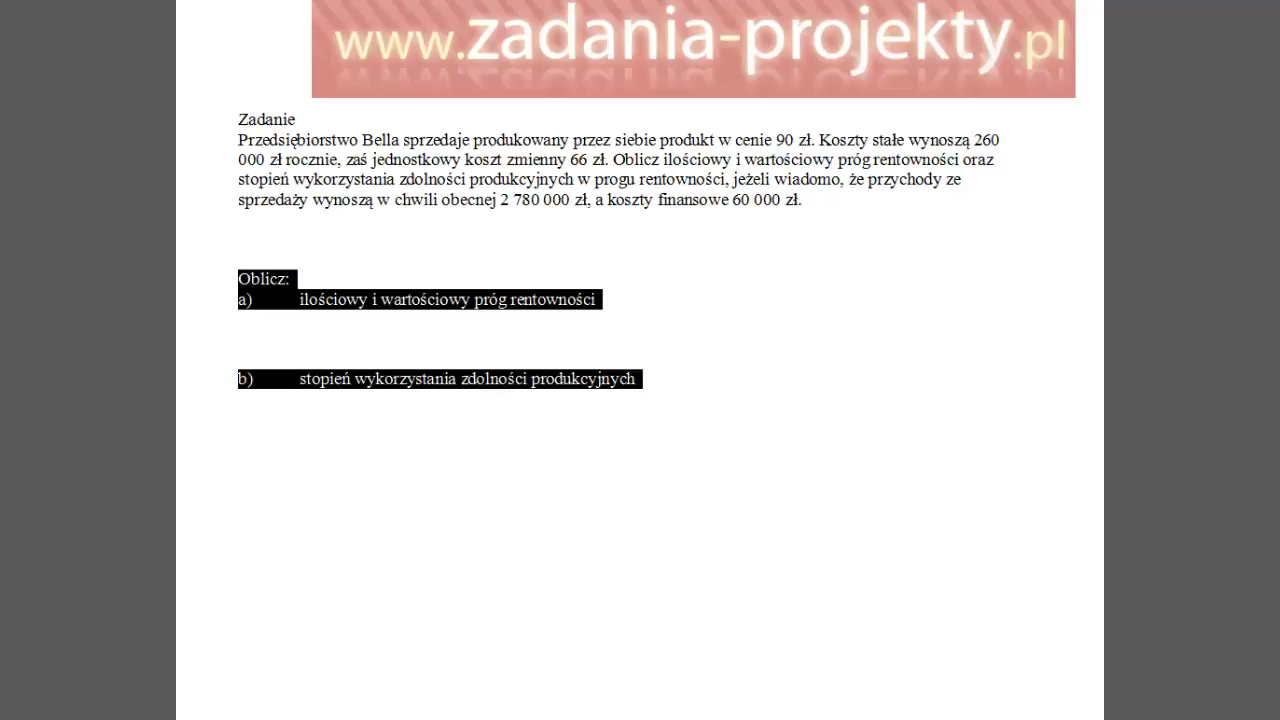 www.zadania-projekty.pl
Zadanie
Przedsiębiorstwo Bella sprzedaje produkowany przez siebie produkt w cenie 90 zł. Koszty stałe wynoszą 260
000 zł rocznie, zaś jednostkowy koszt zmienny 66 zł. Oblicz ilościowy i wartościowy próg rentowności oraz
stopień wykorzystania zdolności produkcyjnych w progu rentowności, jeżeli wiadomo, że przychody ze
sprzedaży wynoszą w chwili obecnej 2 780 000 zł, a koszty finansowe 60 000 zł.
Oblicz:
a) ilościowy i wartościowy próg rentowności
b) stopień wykorzystania zdolności produkcyjnych